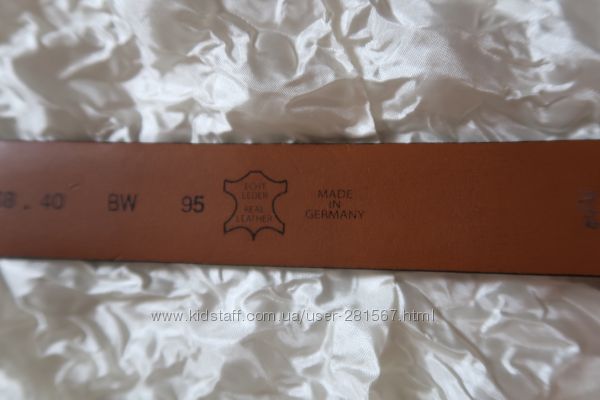 40 BW 95
ECHT
LEDER
REAL
LEATHER
MADE
IN
GERMANY
www.kidstaff.com.ua/user-281567.html